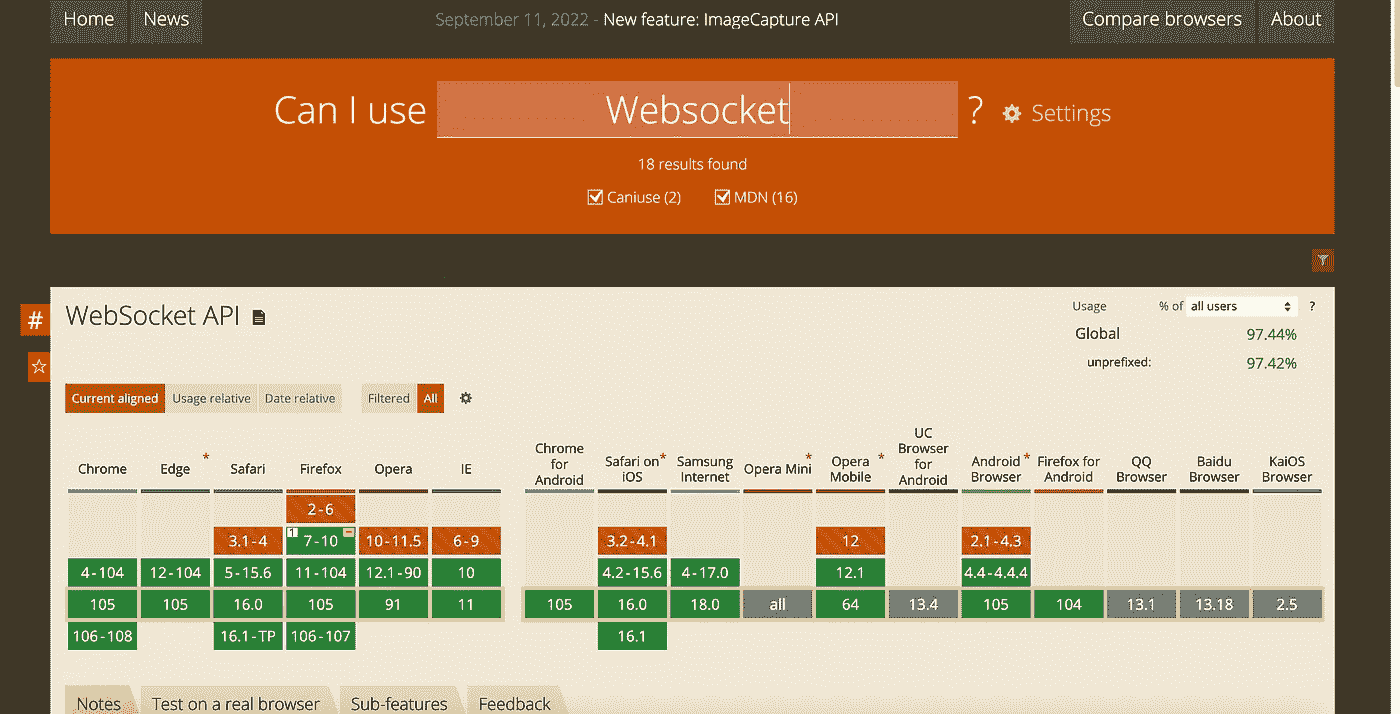 Home News September 11, 2022 - New feature: ImageCapture API Compare browsers About
Can I use Websocket ? Settings
18 results found
Caniuse (2) MDN (16)
#
WebSocket API
Usage % of all users ?
Global 97.44%
unprefixed: 97.42%
Current aligned Usage relative Date relative Filtered All
Chrome Edge * Safari Firefox Opera IE Chrome for Android Safari on iOS * Samsung Internet Opera Mini * Opera Mobile * UC Browser for Android Android Browser * Firefox for Android QQ Browser Baidu Browser KaiOS Browser
2-6
3.1-4 1 7-10 10-11.5 6-9 3.2-4.1 12 2.1-4.3
4-104 12-104 5-15.6 11-104 12.1-90 10 4.2-15.6 4-17.0 12.1 4.4-4.4.4
105 105 16.0 105 91 11 105 16.0 18.0 all 64 13.4 105 104 13.1 13.18 2.5
106-108 16.1-TP 106-107 16.1
Notes Test on a real browser Sub-features Feedback